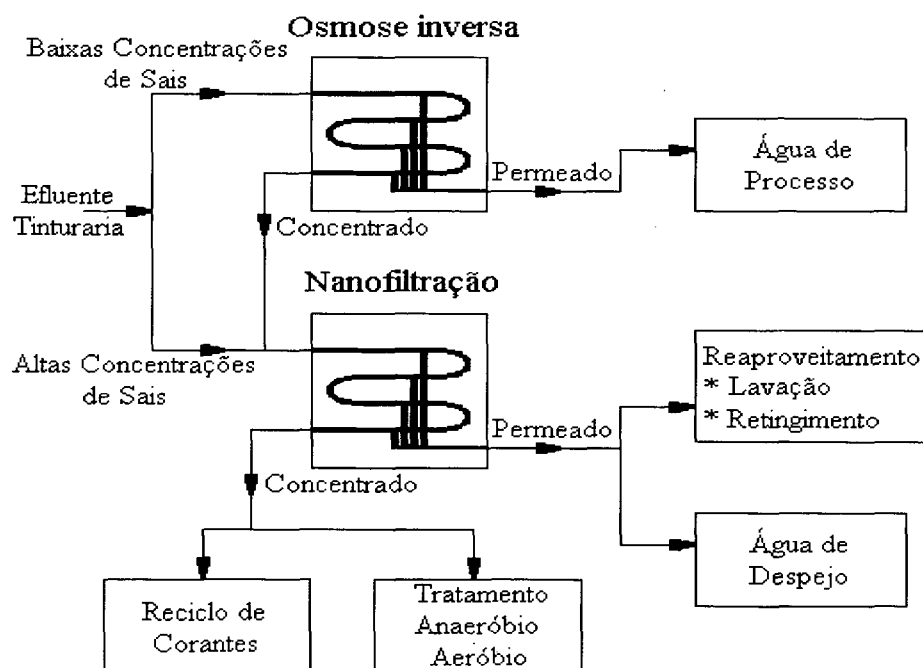 Osmose inversa
Baixas Concentrações
de Sais
Permeado
Água de
Processo
Efluente
Tinturaria
Concentrado
Nanofiltração
Altas Concentrações
de Sais
Reaproveitamento
* Lavação
* Retingimento
Permeado
Concentrado
Água de
Despejo
Reciclo de
Corantes
Tratamento
Anaeróbio
Aeróbio